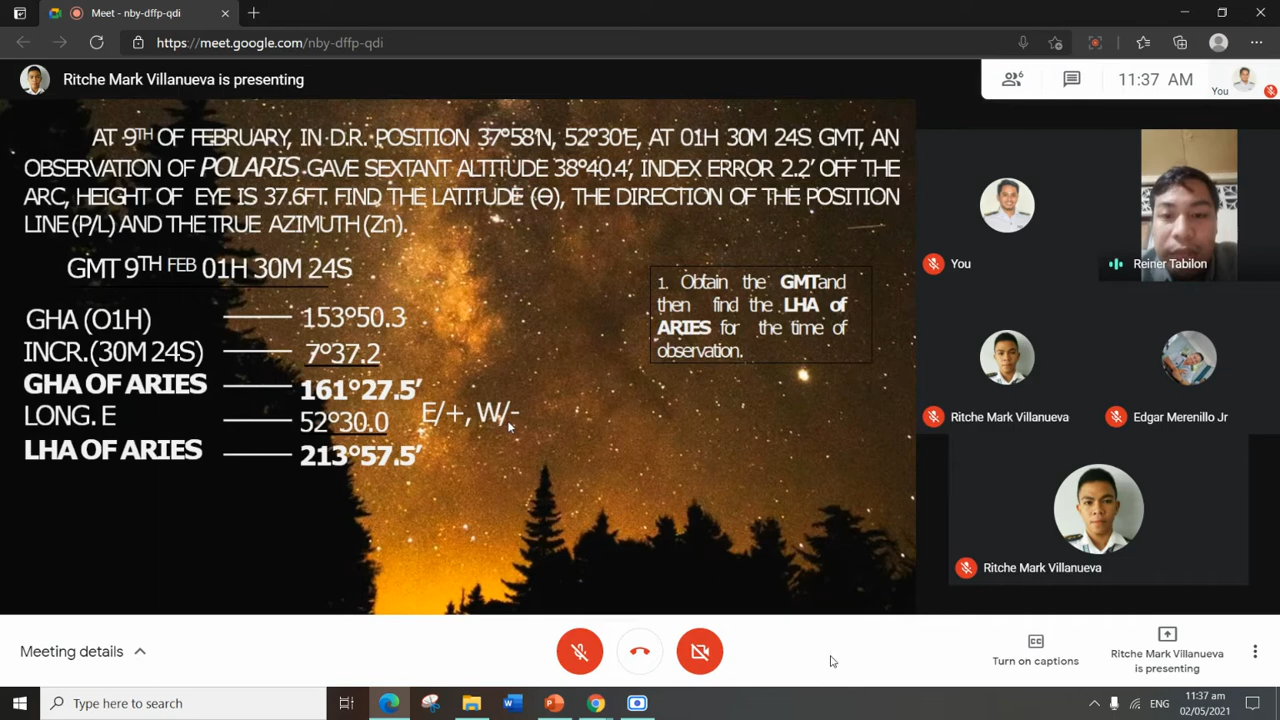 Meet - nby-dffp-qdi
https://meet.google.com/nby-dffp-qdi
Ritche Mark Villanueva is presenting
6
11:37 AM
You
AT 9TH OF FEBRUARY, IN D.R. POSITION 37°58'N, 52°30'E, AT 01H 30M 24S GMT, AN
OBSERVATION OF POLARIS GAVE SEXTANT ALTITUDE 38°40.4', INDEX ERROR 2.2' OFF THE
ARC, HEIGHT OF EYE IS 37.6FT. FIND THE LATITUDE (Ɵ), THE DIRECTION OF THE POSITION
LINE (P/L) AND THE TRUE AZIMUTH (Zn).
GMT 9TH FEB 01H 30M 24S
GHA (O1H) 153°50.3
INCR.(30M 24S) 7°37.2
GHA OF ARIES 161°27.5'
LONG. E 52°30.0 E/+, W/-
LHA OF ARIES 213°57.5'
1. Obtain the GMTand
then find the LHA of
ARIES for the time of
observation.
You
Reiner Tabilon
Ritche Mark Villanueva
Edgar Merenillo Jr
Ritche Mark Villanueva
Meeting details
CC
Turn on captions
Ritche Mark Villanueva
is presenting
Type here to search
ENG
11:37 am
02/05/2021